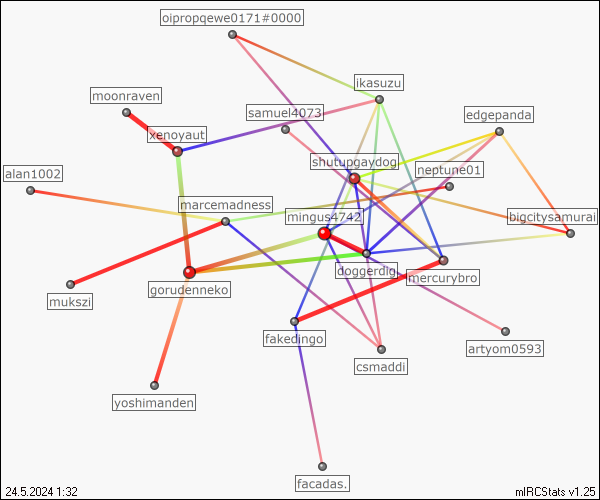 oipropqewe0171#0000
ikasuzu
moonraven
samuel4073
edgepanda
xenoyaut
shutupgaydog
neptune01
alan1002
marcemadness
mingus4742
bigcitysamurai
doggerdigi
mercurybro
gorudenneko
mukszi
fakedingo
artyom0593
csmaddi
yoshimanden
facadas.
24.5.2024 1:32
mIRCStats v1.25